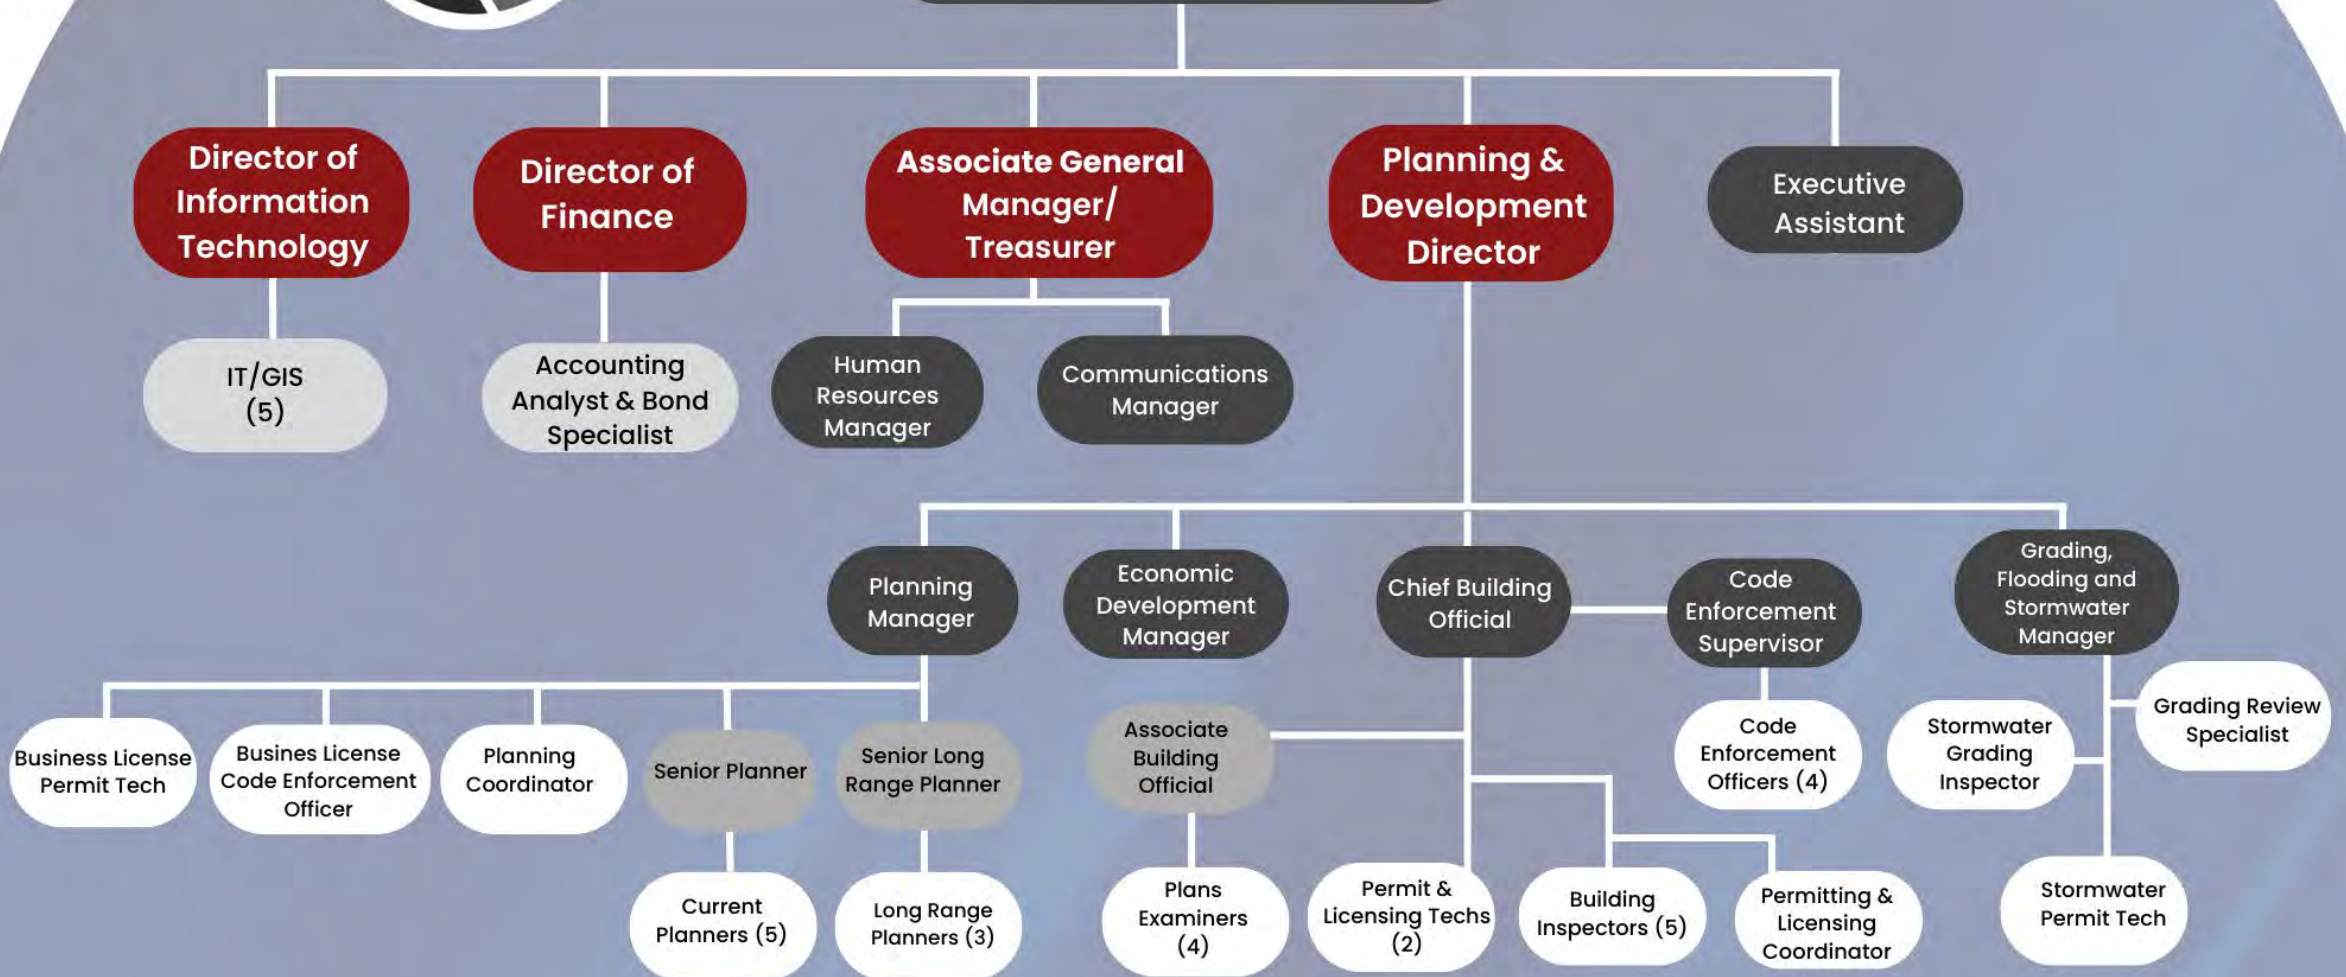 Director of
Information
Technology
Director of
Finance
Associate General
Manager/
Treasurer
Planning &
Development
Director
Executive
Assistant
IT/GIS
(5)
Accounting
Analyst & Bond
Specialist
Human
Resources
Manager
Communications
Manager
Planning
Manager
Economic
Development
Manager
Chief Building
Official
Code
Enforcement
Supervisor
Grading,
Flooding and
Stormwater
Manager
Business License
Permit Tech
Busines License
Code Enforcement
Officer
Planning
Coordinator
Senior Planner
Senior Long
Range Planner
Associate
Building
Official
Code
Enforcement
Officers (4)
Stormwater
Grading
Inspector
Grading Review
Specialist
Current
Planners (5)
Long Range
Planners (3)
Plans
Examiners
(4)
Permit &
Licensing Techs
(2)
Building
Inspectors (5)
Permitting &
Licensing
Coordinator
Stormwater
Permit Tech